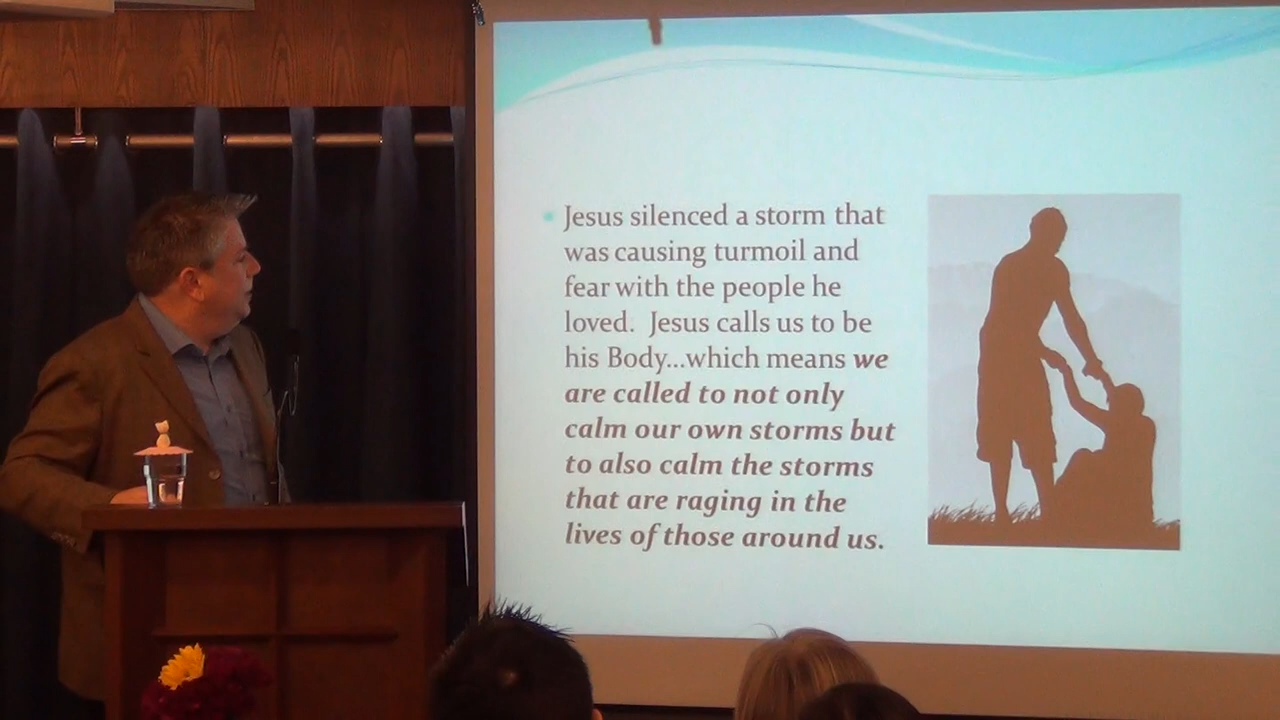 Jesus silenced a storm that
was causing turmoil and
fear with the people he
loved.  Jesus calls us to be
his Body...which means we
are called to not only
calm our own storms but
to also calm the storms
that are raging in the
lives of those around us.